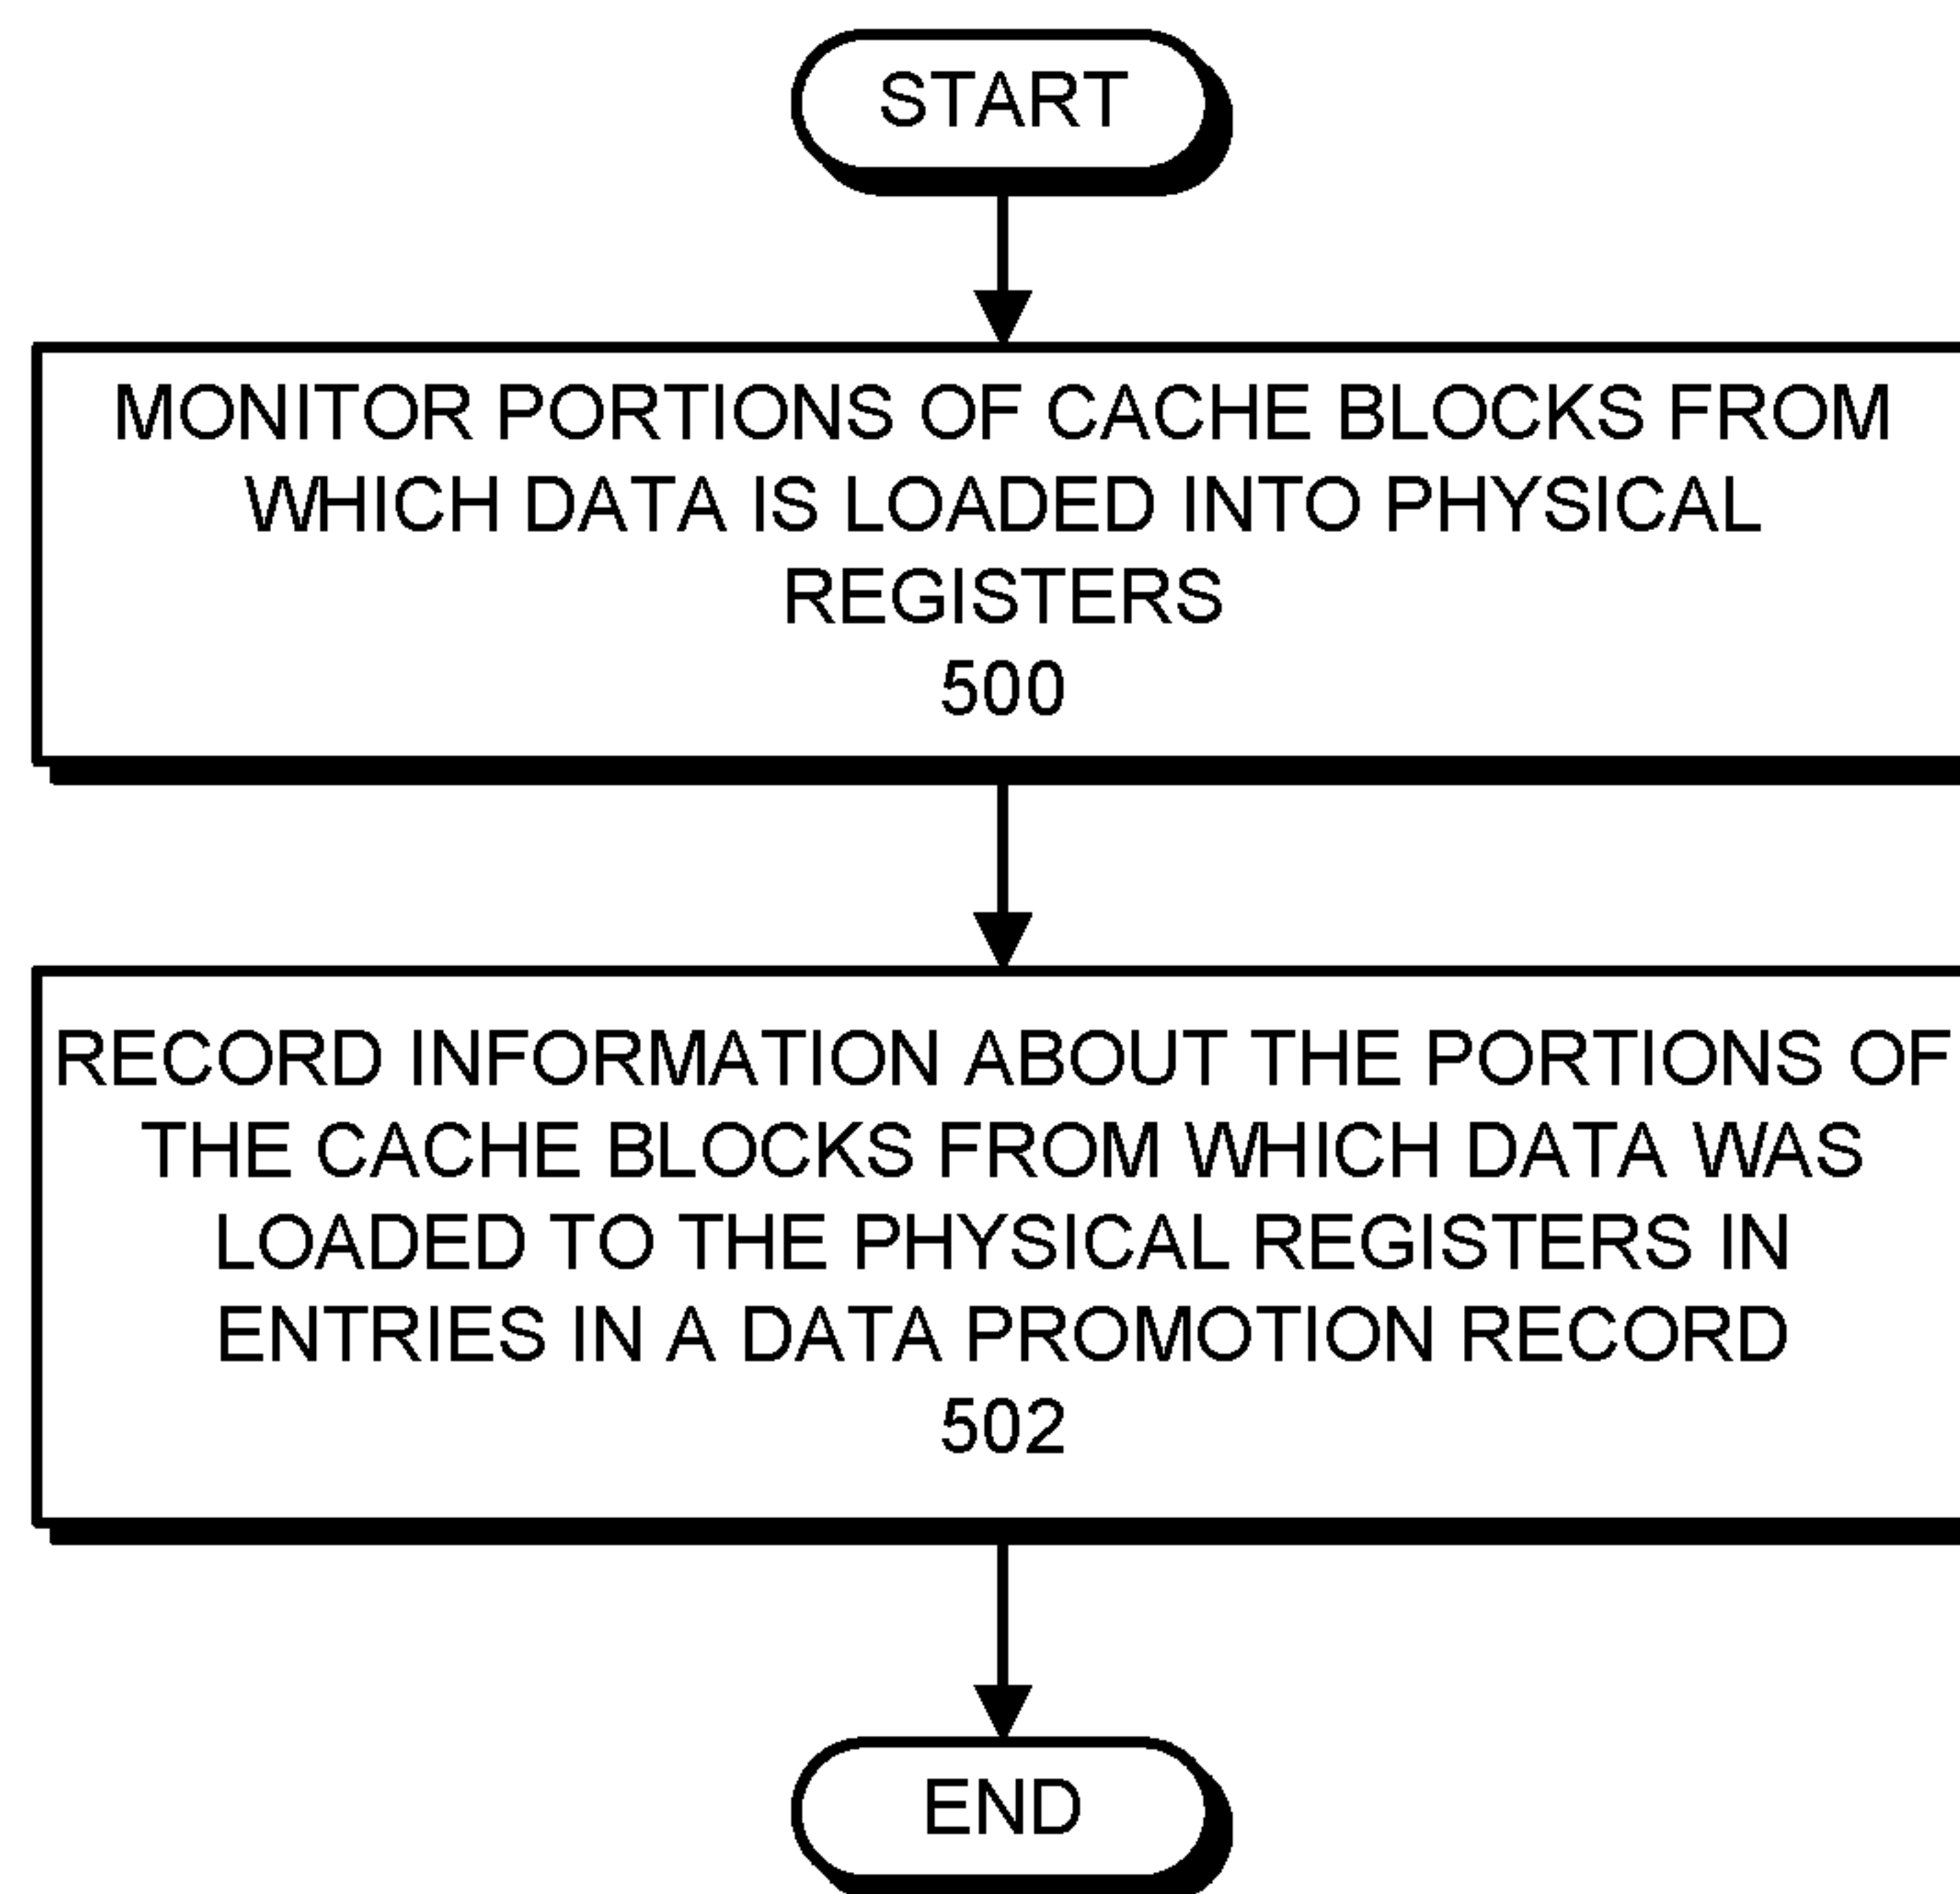 START
MONITOR PORTIONS OF CACHE BLOCKS FROM
WHICH DATA IS LOADED INTO PHYSICAL
REGISTERS
500
RECORD INFORMATION ABOUT THE PORTIONS OF
THE CACHE BLOCKS FROM WHICH DATA WAS
LOADED TO THE PHYSICAL REGISTERS IN
ENTRIES IN A DATA PROMOTION RECORD
502
END